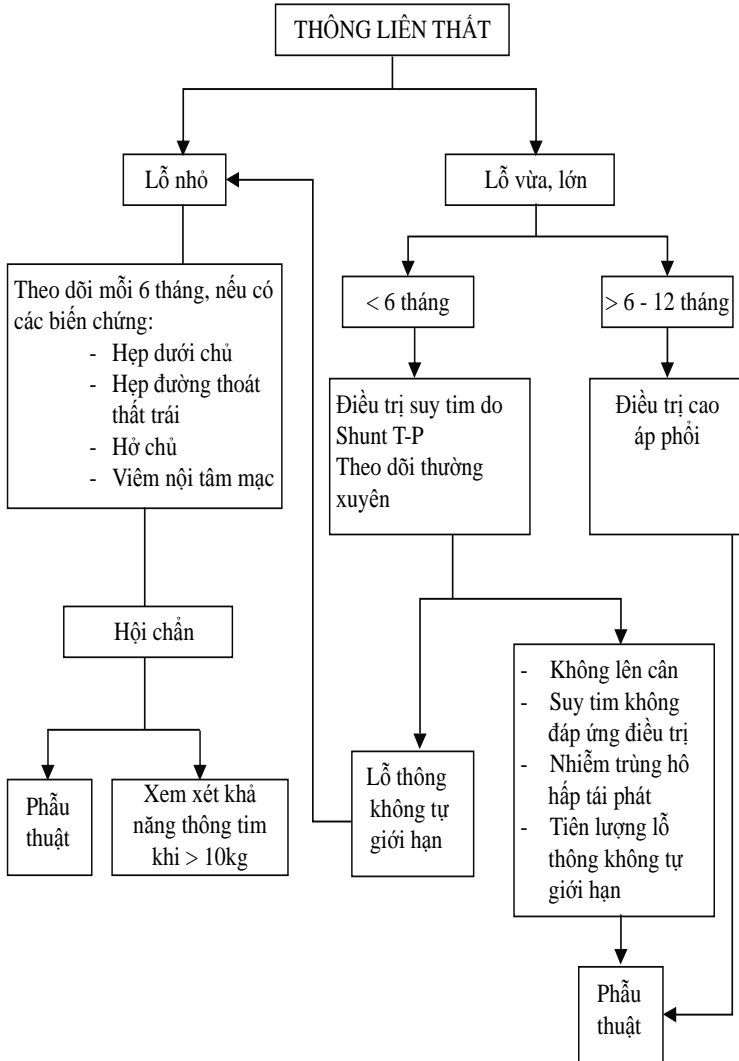 THÔNG LIÊN THẤT
Lỗ nhỏ
Lỗ vừa, lớn
Theo dõi mỗi 6 tháng, nếu có
các biến chứng:
- Hẹp dưới chủ
- Hẹp đường thoát
thất trái
- Hở chủ
- Viêm nội tâm mạc
< 6 tháng
> 6 - 12 tháng
Điều trị suy tim do
Shunt T-P
Theo dõi thường
xuyên
Điều trị cao
áp phổi
Hội chẩn
Phẫu
thuật
Xem xét khả
năng thông tim
khi > 10kg
Lỗ thông
không tự
giới hạn
- Không lên cân
- Suy tim không
đáp ứng điều trị
- Nhiễm trùng hô
hấp tái phát
- Tiên lượng lỗ
thông không tự
giới hạn
Phẫu
thuật